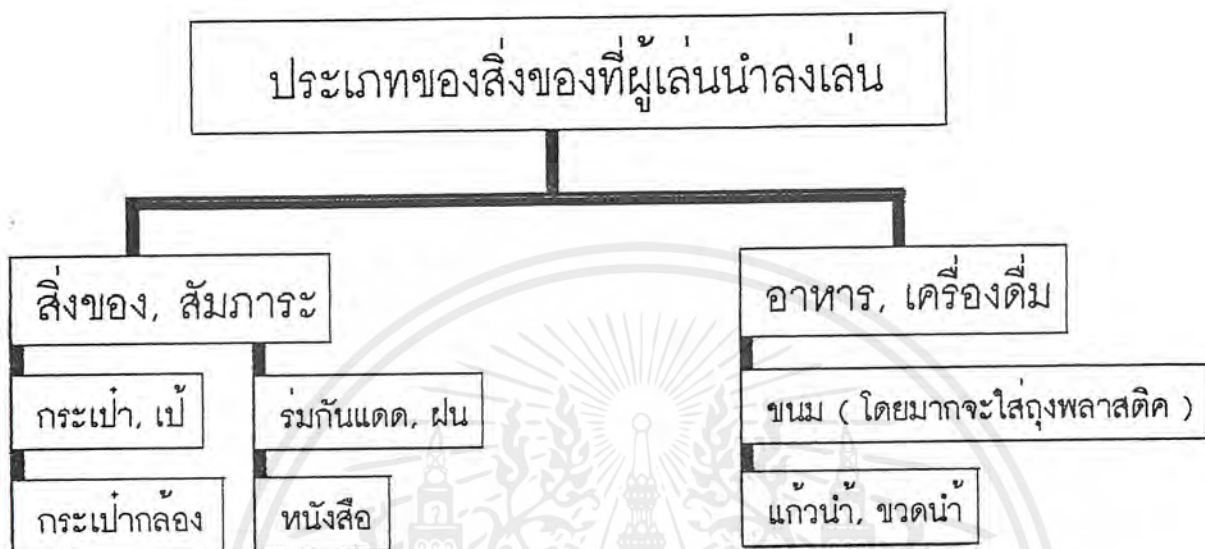 ประเภทของสิ่งของที่ผู้เล่นนำลงเล่น
สิ่งของ, สัมภาระ
กระเป๋า, เป้
กระเป๋ากล้อง
ร่มกันแดด, ฝน
หนังสือ
อาหาร, เครื่องดื่ม
ขนม ( โดยมากจะใส่ถุงพลาสติค )
แก้วน้ำ, ขวดน้ำ